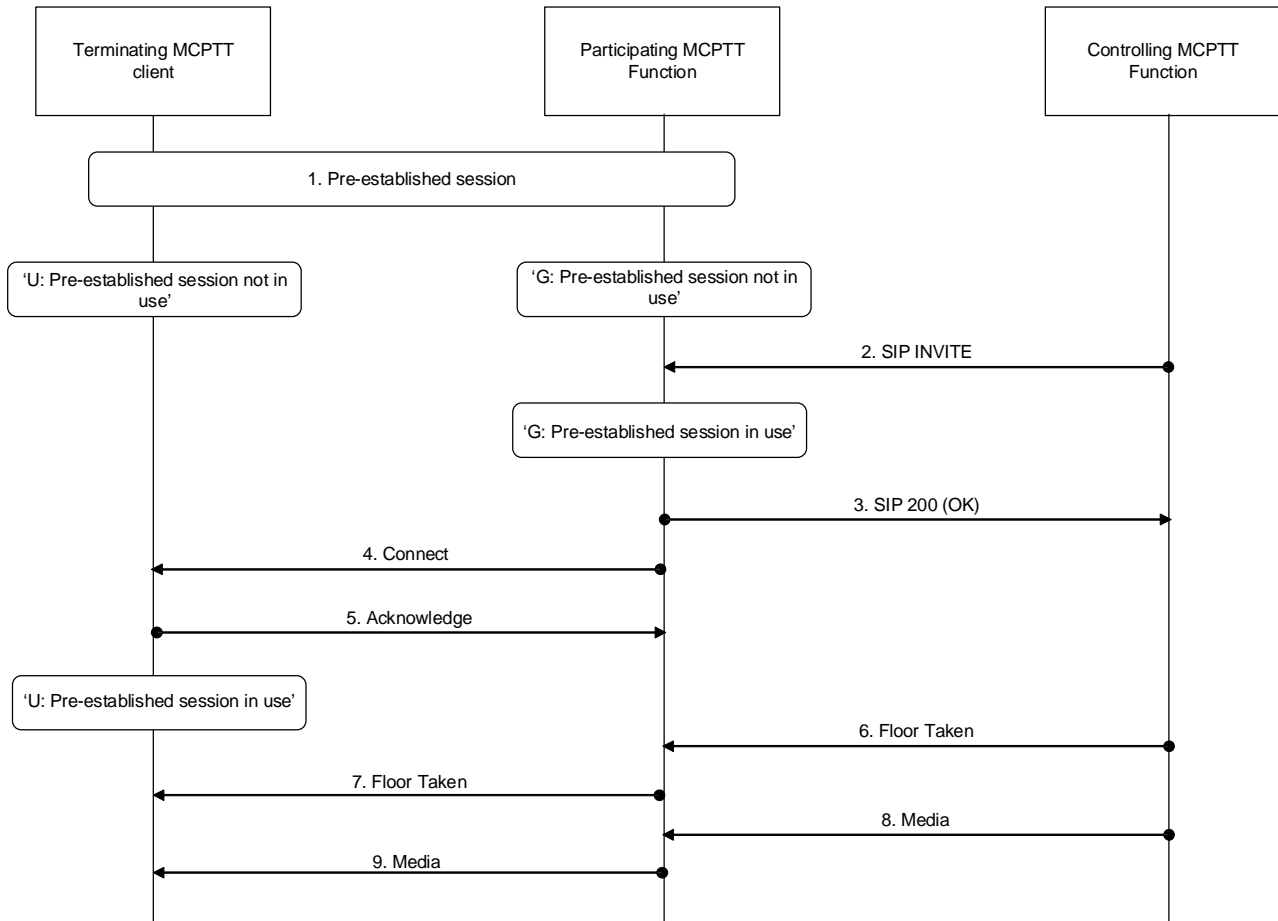 Terminating MCPTT
client
Participating MCPTT
Function
Controlling MCPTT
Function
1. Pre-established session
‘U: Pre-established session not in
use’
‘G: Pre-established session not in
use’
2. SIP INVITE
‘G: Pre-established session in use’
3. SIP 200 (OK)
4. Connect
5. Acknowledge
‘U: Pre-established session in use’
6. Floor Taken
7. Floor Taken
8. Media
9. Media